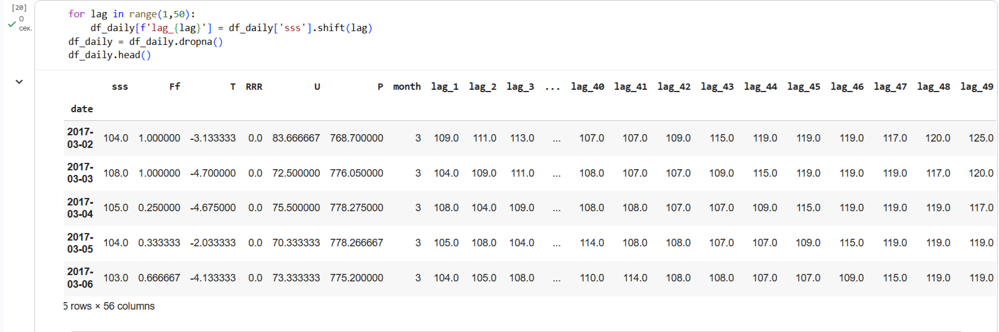 [20]
0
сек.
for lag in range(1,50):
    df_daily[f'lag_{lag}'] = df_daily['sss'].shift(lag)
df_daily = df_daily.dropna()
df_daily.head()
sss Ff T RRR U P month lag_1 lag_2 lag_3 ... lag_40 lag_41 lag_42 lag_43 lag_44 lag_45 lag_46 lag_47 lag_48 lag_49
date
2017-
03-02 104.0 1.000000 -3.133333 0.0 83.666667 768.700000 3 109.0 111.0 113.0 ... 107.0 107.0 109.0 115.0 119.0 119.0 119.0 117.0 120.0 125.0
2017-
03-03 108.0 1.000000 -4.700000 0.0 72.500000 776.050000 3 104.0 109.0 111.0 ... 108.0 107.0 107.0 109.0 115.0 119.0 119.0 119.0 117.0 120.0
2017-
03-04 105.0 0.250000 -4.675000 0.0 75.500000 778.275000 3 108.0 104.0 109.0 ... 108.0 108.0 107.0 107.0 109.0 115.0 119.0 119.0 119.0 117.0
2017-
03-05 104.0 0.333333 -2.033333 0.0 70.333333 778.266667 3 105.0 108.0 104.0 ... 114.0 108.0 108.0 107.0 107.0 109.0 115.0 119.0 119.0 119.0
2017-
03-06 103.0 0.666667 -4.133333 0.0 73.333333 775.200000 3 104.0 105.0 108.0 ... 110.0 114.0 108.0 108.0 107.0 107.0 109.0 115.0 119.0 119.0
5 rows × 56 columns